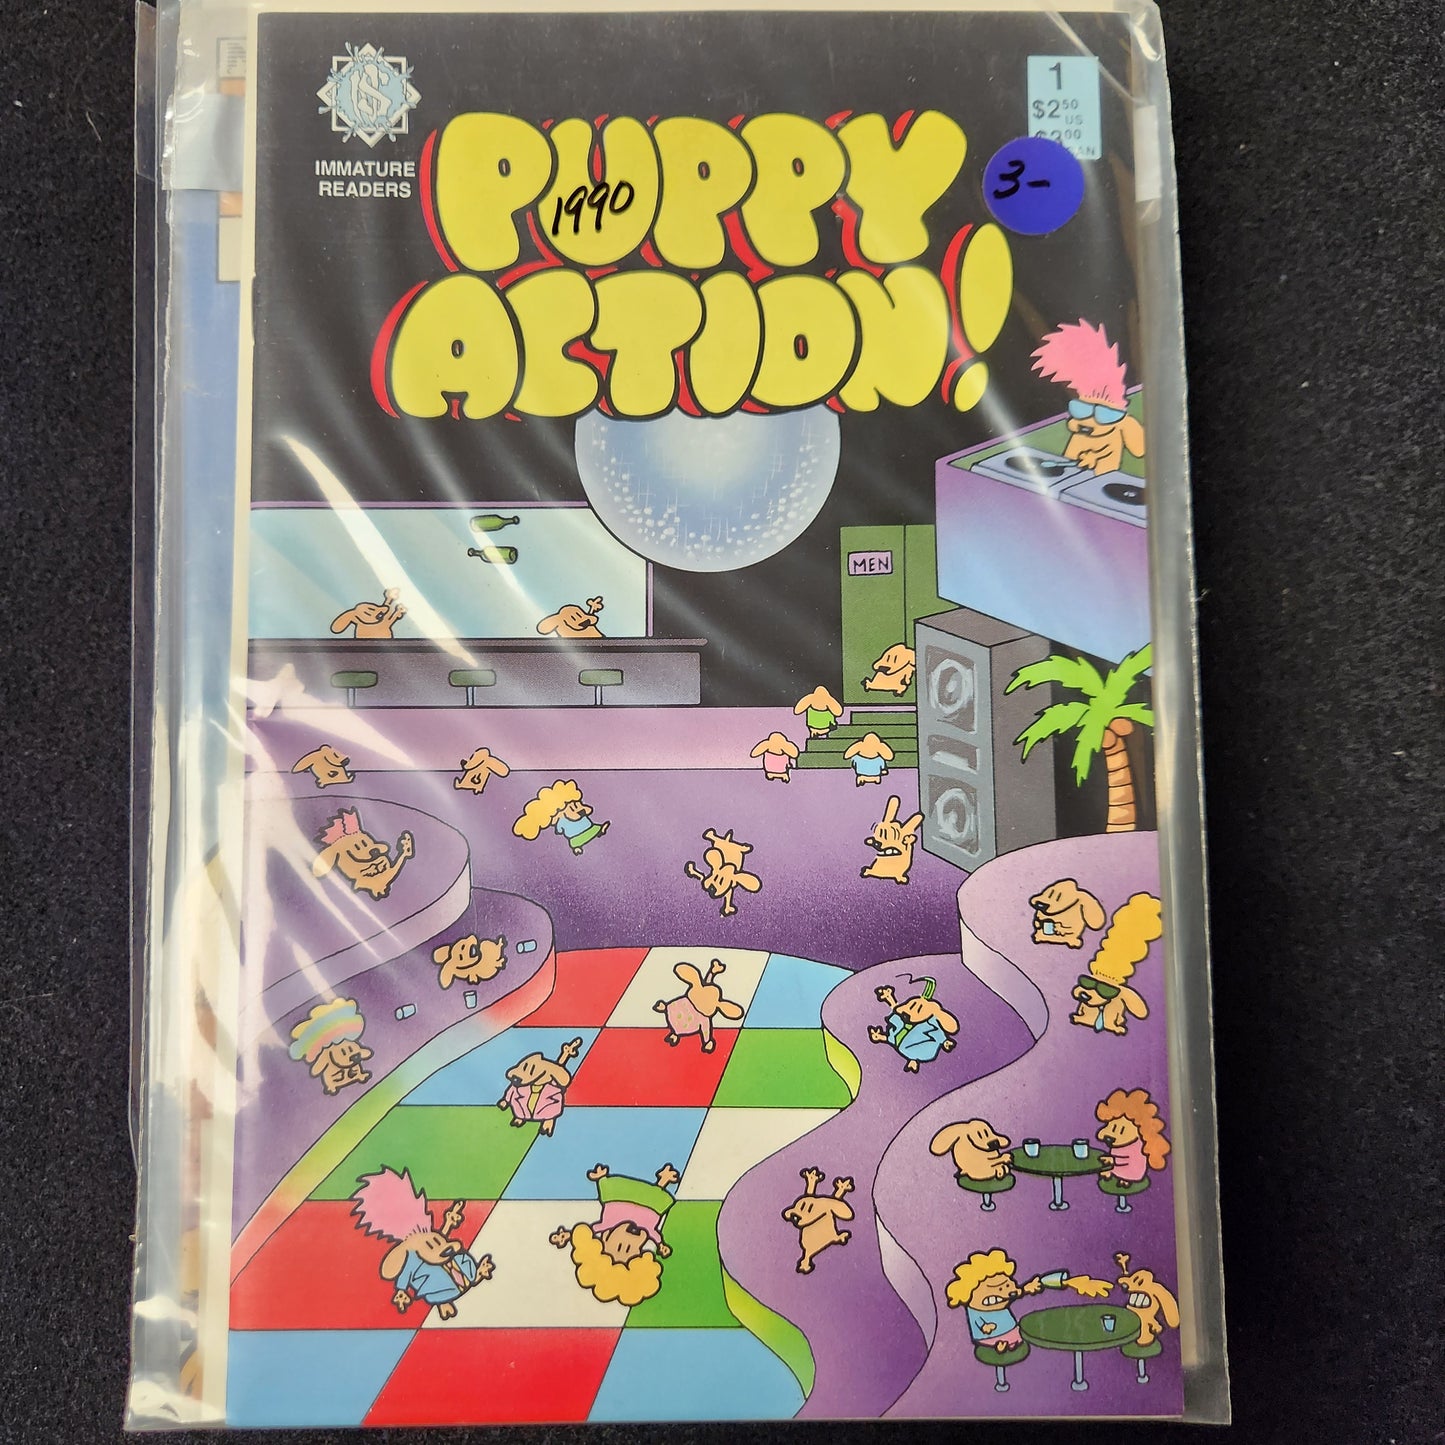 IMMATURE
READERS
PUPPY
ACTION!
1990
1
$2.50
US
3-
MEN